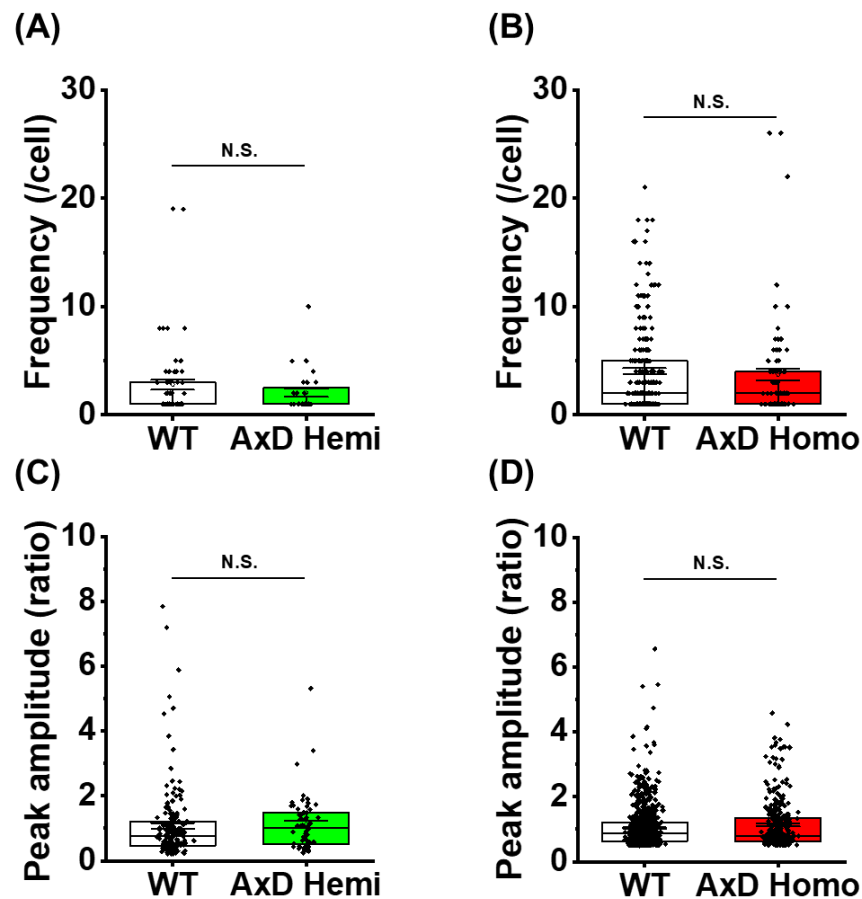 (A)
(B)
Frequency (/cell)
30
20
10
0
N.S.
WT
AxD Hemi
Frequency (/cell)
30
20
10
0
N.S.
WT
AxD Homo
(C)
(D)
Peak amplitude (ratio)
10
8
6
4
2
0
N.S.
WT
AxD Hemi
Peak amplitude (ratio)
10
8
6
4
2
0
N.S.
WT
AxD Homo